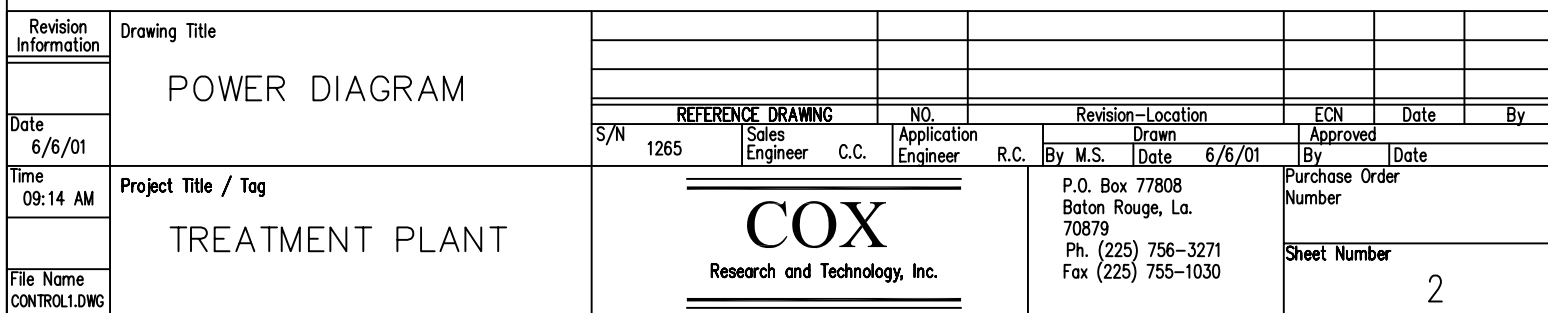 Revision
Information
Drawing Title
POWER DIAGRAM
REFERENCE DRAWING NO. Revision-Location ECN Date By
Date
6/6/01
S/N 1265
Sales
Engineer C.C.
Application
Engineer R.C.
Drawn
By M.S. Date 6/6/01
Approved
By Date
Time
09:14 AM
Project Title / Tag
TREATMENT PLANT
COX
Research and Technology, Inc.
P.O. Box 77808
Baton Rouge, La.
70879
Ph. (225) 756-3271
Fax (225) 755-1030
Purchase Order
Number
Sheet Number
2
File Name
CONTROL1.DWG